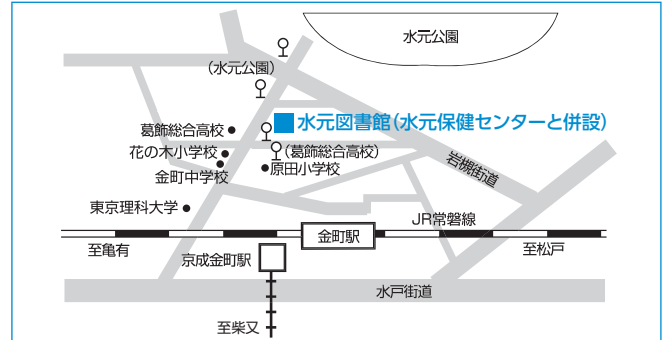 水元公園
(水元公園)
水元図書館(水元保健センターと併設)
葛飾総合高校
花の木小学校
(葛飾総合高校)
金町中学校
原田小学校
岩槻街道
東京理科大学
JR常磐線
金町駅
至亀有
至松戸
京成金町駅
水戸街道
至柴又